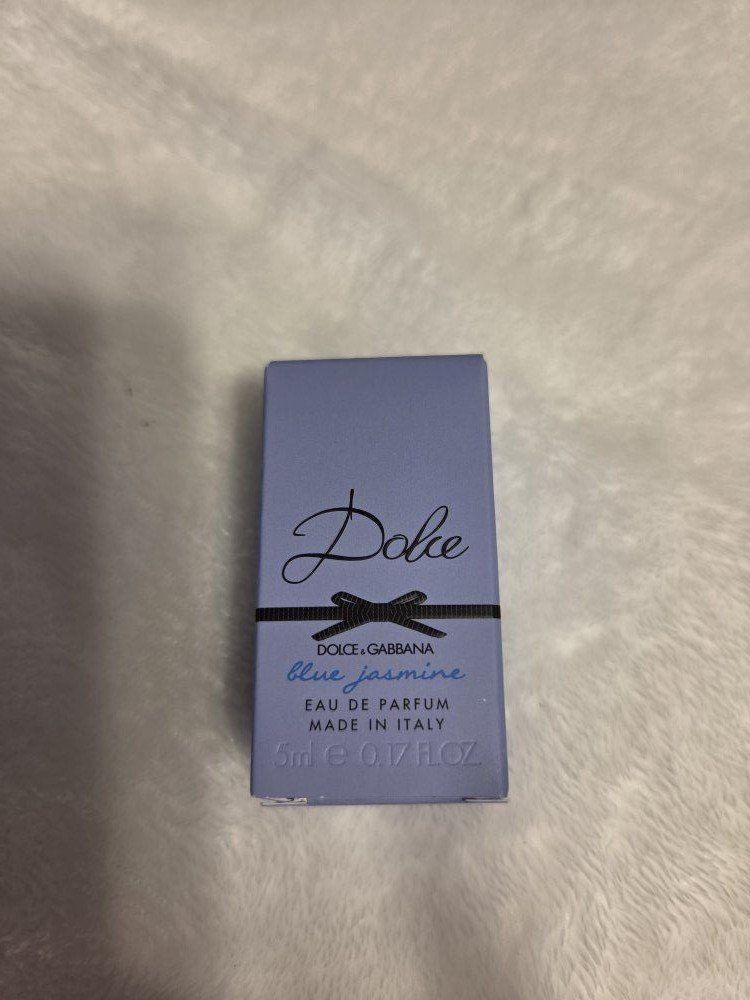 Dolce
DOLCE & GABBANA
blue jasmine
EAU DE PARFUM
MADE IN ITALY
5ml e 0.17 FL.OZ.